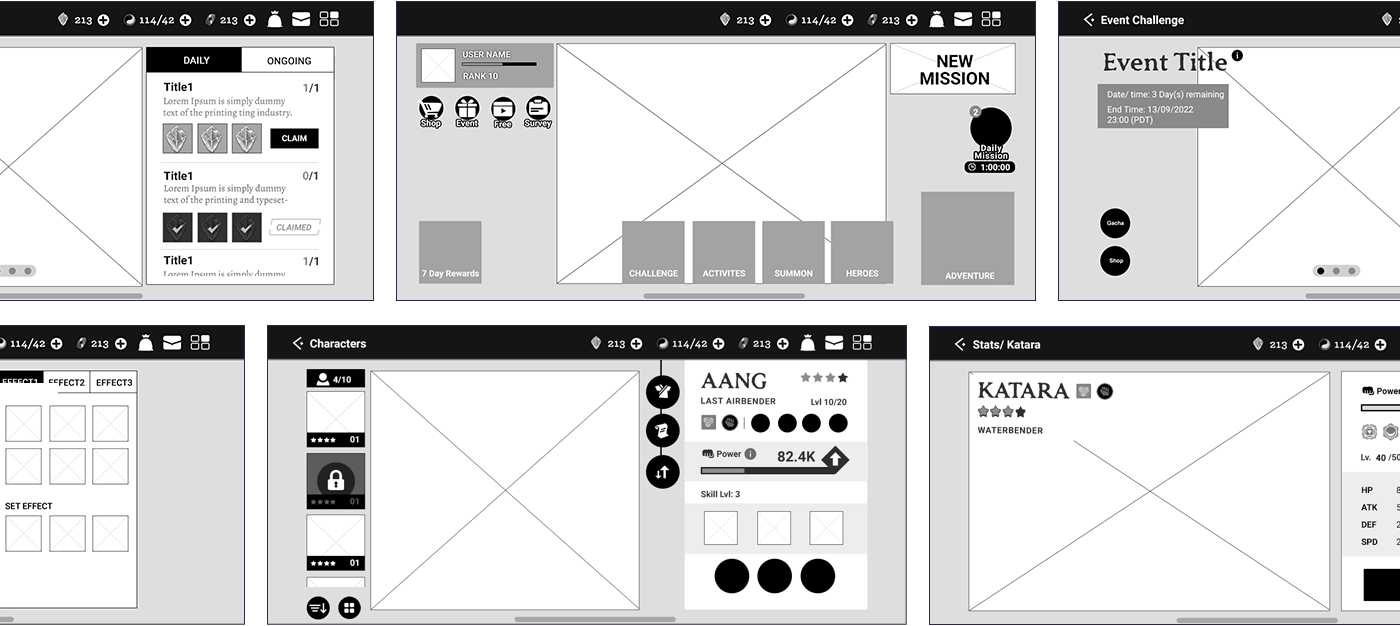 213 114/42 213
DAILY ONGOING
Title1 1/1
Lorem Ipsum is simply dummy
text of the printing ting industry.
CLAIM
Title1 0/1
Lorem Ipsum is simply dummy
text of the printing and typeset-
CLAIMED
Title1 1/1
Lorem Ipsum is simply dummy
213 114/42 213
USER NAME
RANK 10
Shop Event Free Survey
NEW
MISSION
2
Daily
Mission
1:00:00
7 Day Rewards
CHALLENGE ACTIVITES SUMMON HEROES
ADVENTURE
Event Challenge
Event Title
Date/ time: 3 Day(s) remaining
End Time: 13/09/2022
23:00 (PDT)
Gacha
Shop
114/42 213
EFFECT1 EFFECT2 EFFECT3
SET EFFECT
Characters 213 114/42 213
4/10
01
01
01
AANG
LAST AIRBENDER Lvl 10/20
Power 82.4K
Skill Lvl: 3
Stats/ Katara 213 114/42
KATARA
WATERBENDER
Power
Lv. 40 /50
HP 8
ATK 5
DEF 2
SPD 2